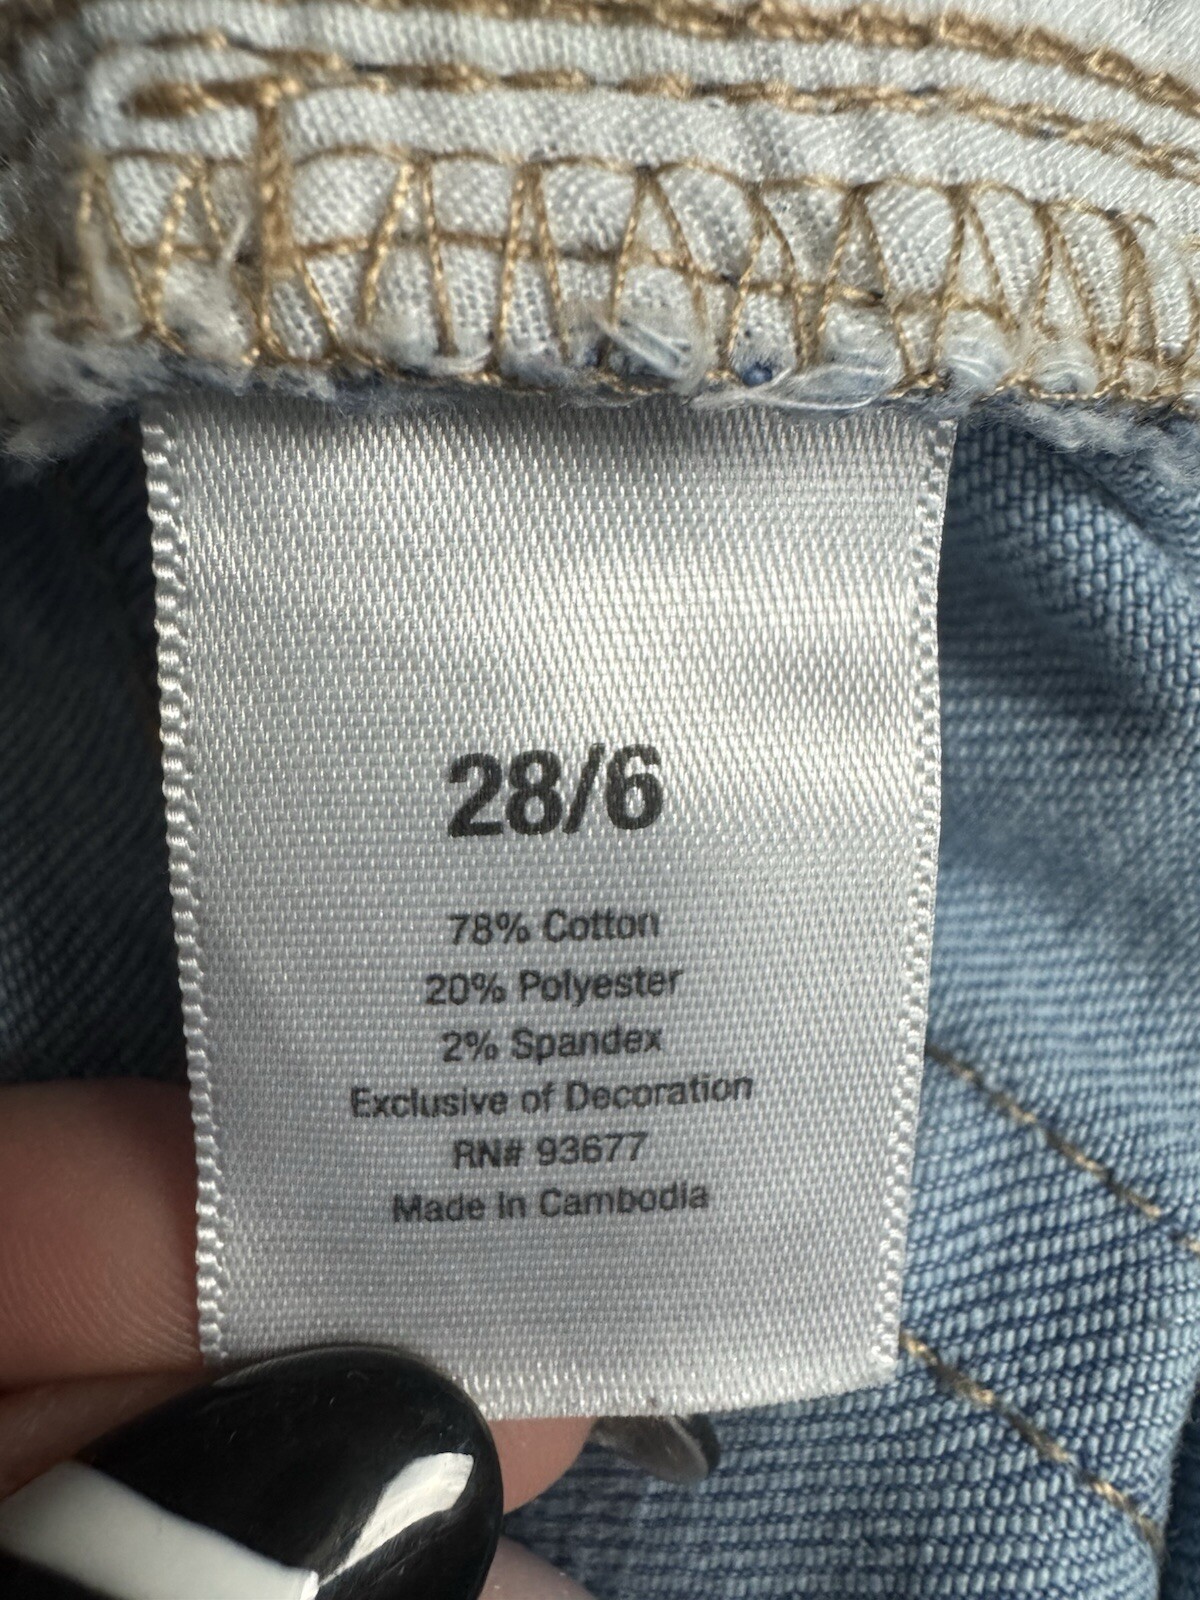 28/6
78% Cotton
20% Polyester
2% Spandex
Exclusive of Decoration
RN# 93677
Made In Cambodia